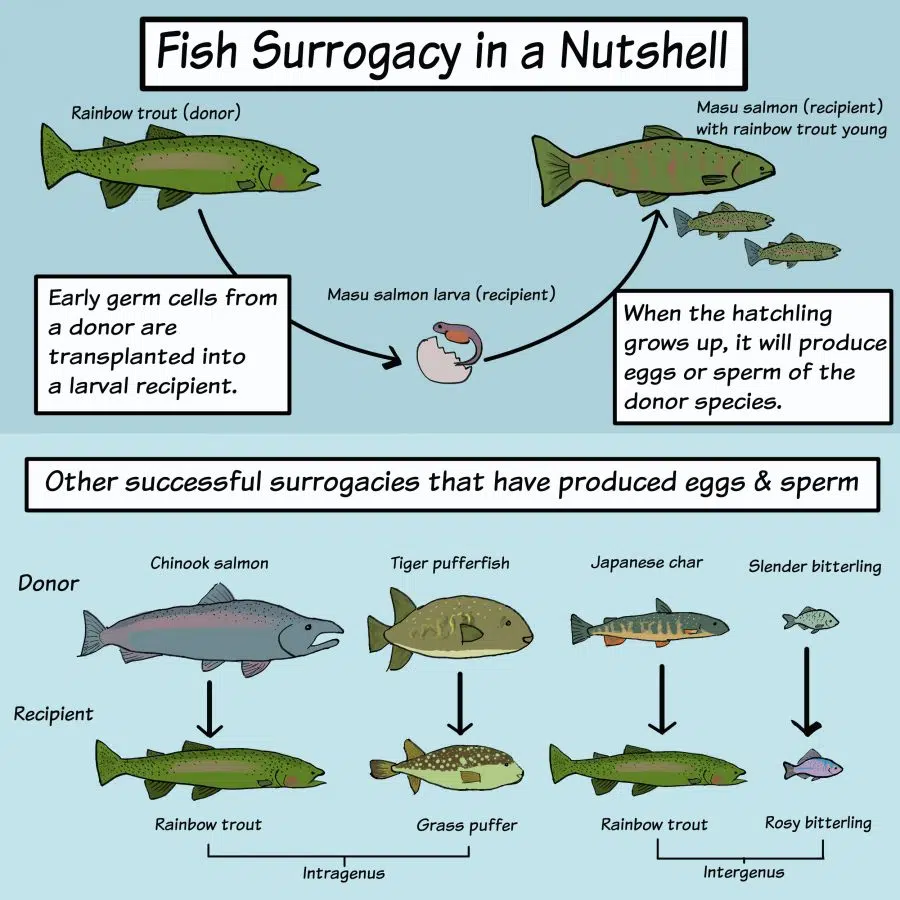 Fish Surrogacy in a Nutshell
Rainbow trout (donor)
Masu salmon (recipient)
with rainbow trout young
Early germ cells from
a donor are
transplanted into
a larval recipient.
Masu salmon larva (recipient)
When the hatchling
grows up, it will produce
eggs or sperm of the
donor species.
Other successful surrogacies that have produced eggs & sperm
Donor
Chinook salmon
Tiger pufferfish
Japanese char
Slender bitterling
Recipient
Rainbow trout
Grass puffer
Rainbow trout
Rosy bitterling
Intragenus
Intergenus